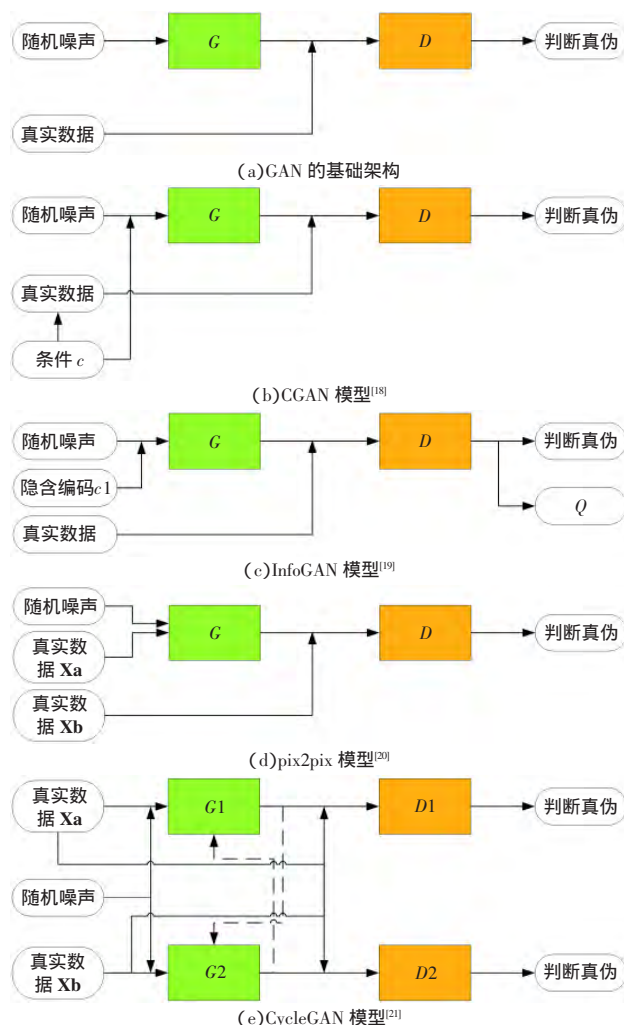 随机噪声
G
D
判断真伪
真实数据
(a)GAN 的基础架构
随机噪声
G
D
判断真伪
真实数据
条件 c
(b)CGAN 模型[18]
随机噪声
G
D
判断真伪
隐含编码c1
Q
真实数据
(c)InfoGAN 模型[19]
随机噪声
G
D
判断真伪
真实数
据 Xa
真实数
据 Xb
(d)pix2pix 模型[20]
真实数
据 Xa
G1
D1
判断真伪
随机噪声
真实数
据 Xb
G2
D2
判断真伪
(e)CycleGAN 模型[21]